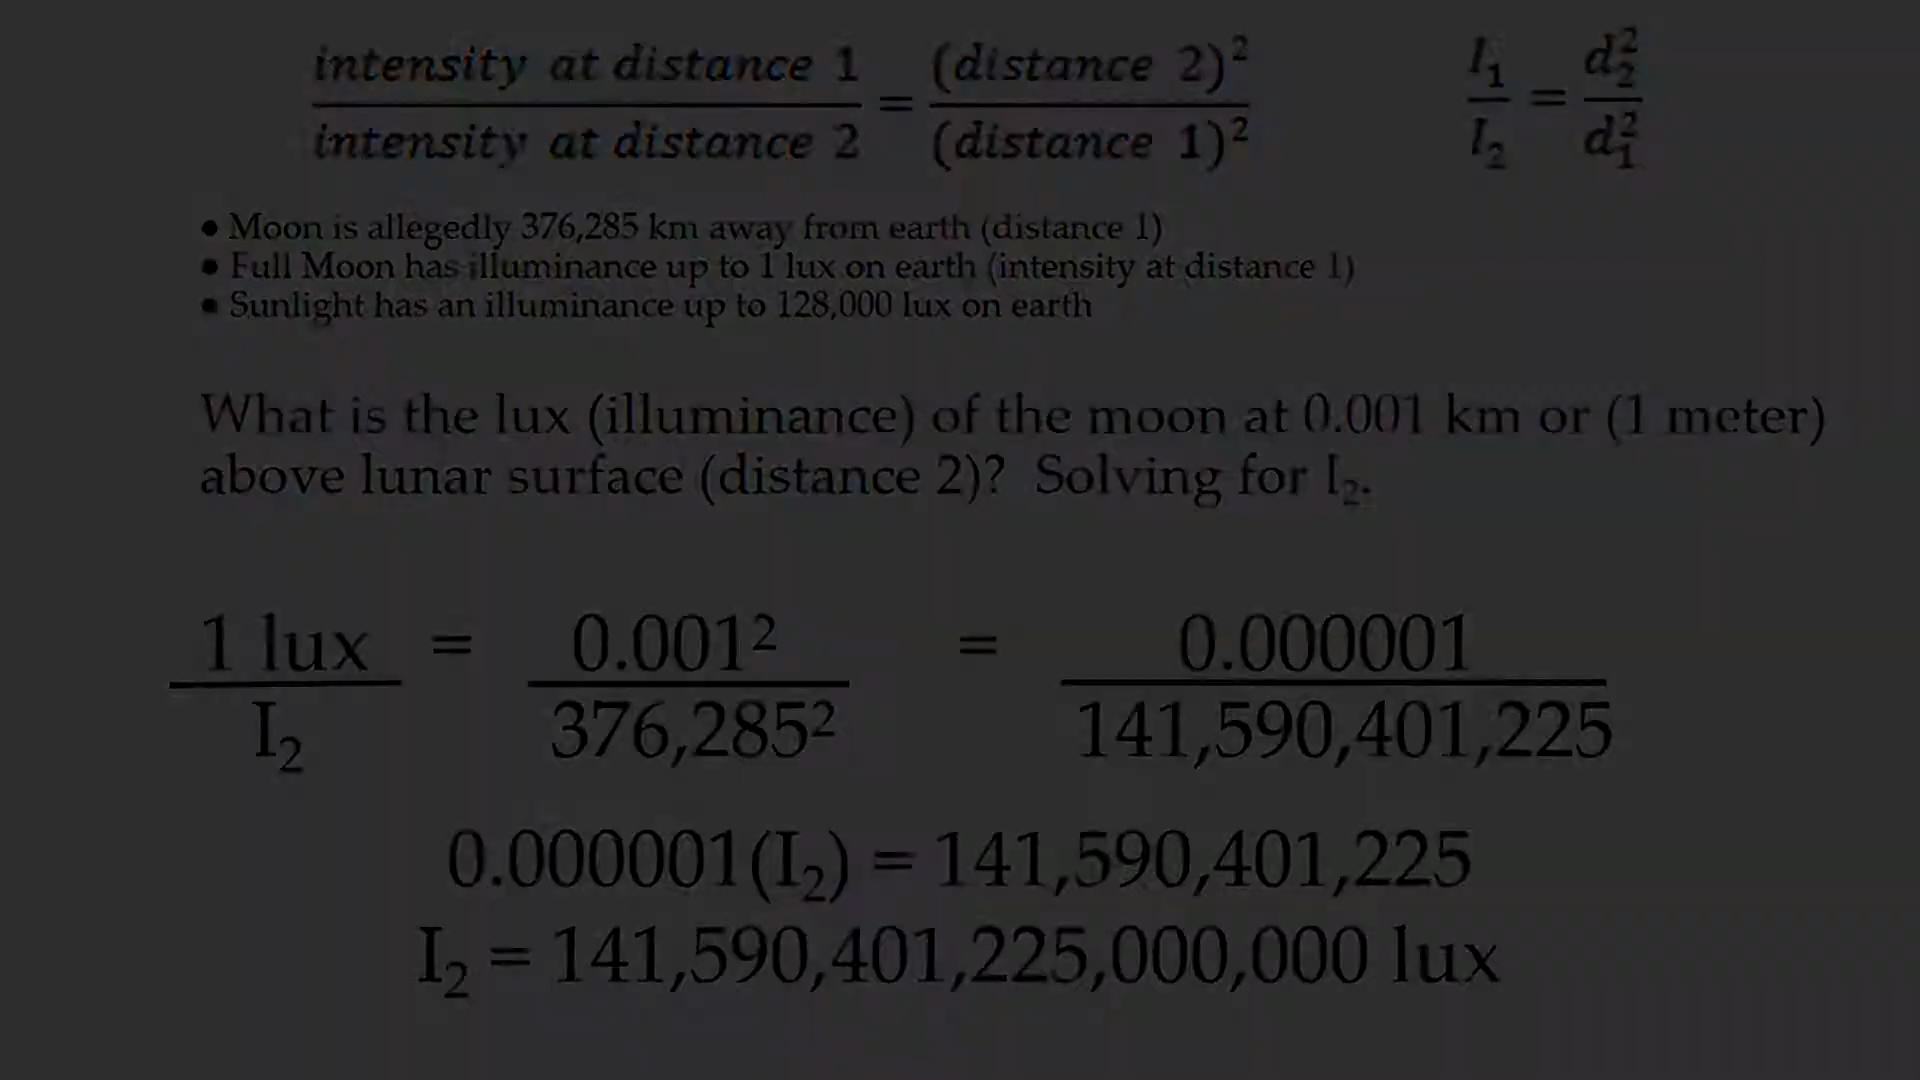 intensity at distance 1 / intensity at distance 2 = (distance 2)² / (distance 1)²    I₁ / I₂ = d₂² / d₁²
• Moon is allegedly 376,285 km away from earth (distance 1)
• Full Moon has illuminance up to 1 lux on earth (intensity at distance 1)
• Sunlight has an illuminance up to 128,000 lux on earth
What is the lux (illuminance) of the moon at 0.001 km or (1 meter)
above lunar surface (distance 2)? Solving for I₂.
1 lux / I₂ = 0.001² / 376,285² = 0.000001 / 141,590,401,225
0.000001(I₂) = 141,590,401,225
I₂ = 141,590,401,225,000,000 lux